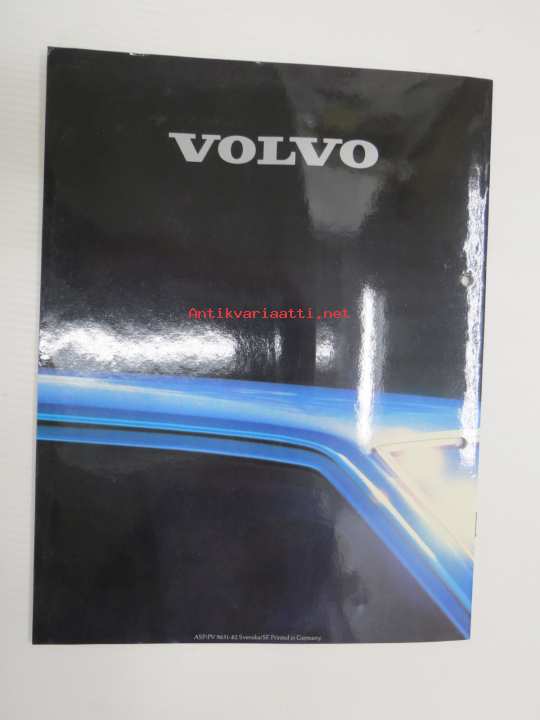 VOLVO
Antikvariaatti.net
ASP/PV 9631-82 Svenska/SF. Printed in Germany.